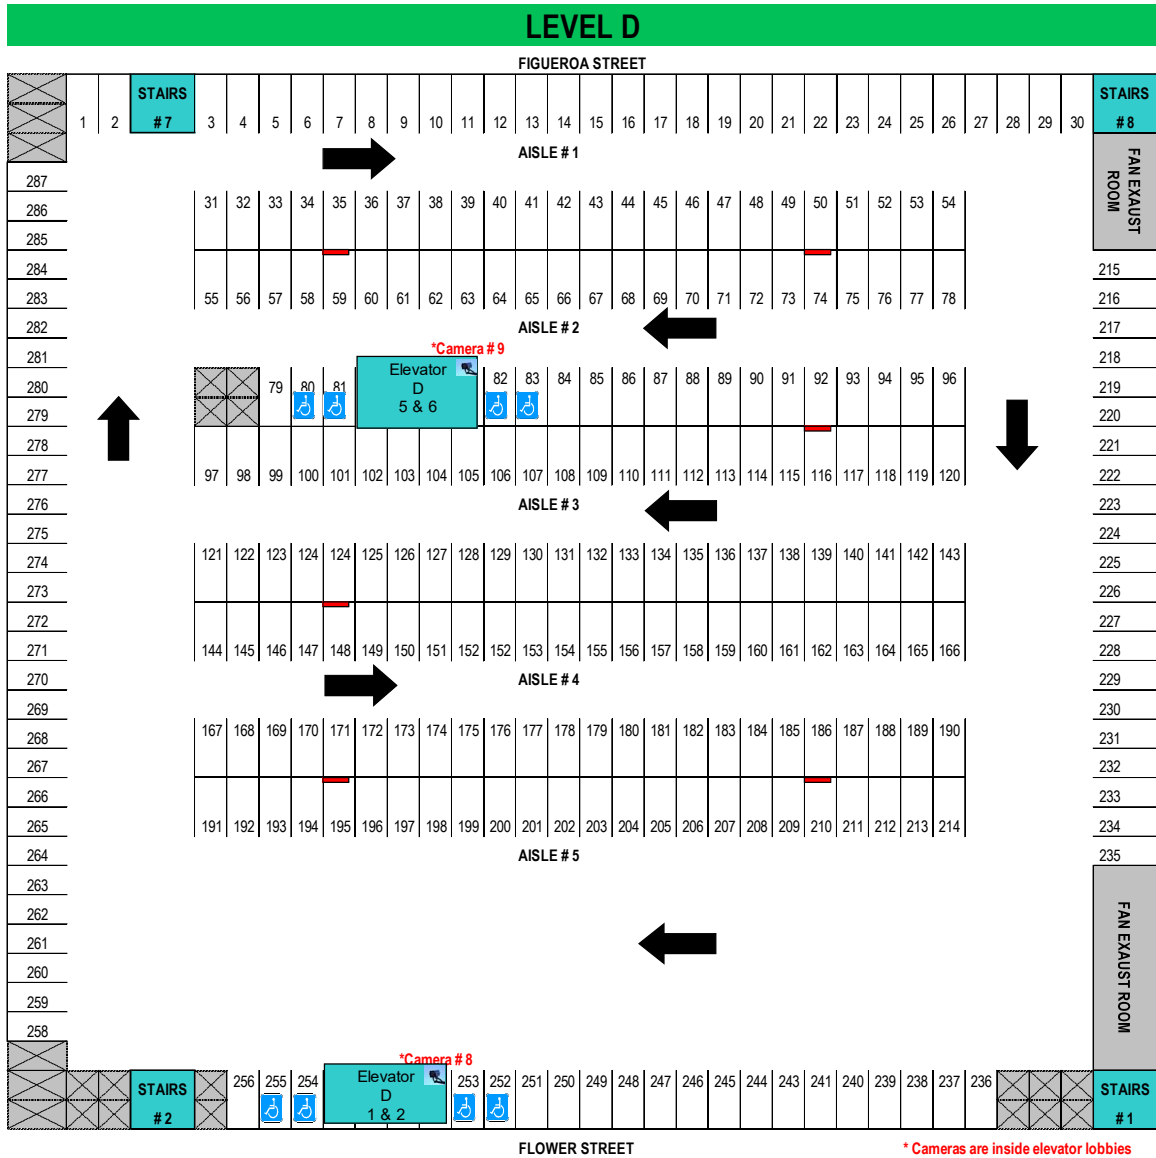 LEVEL D
FIGUEROA STREET
STAIRS
# 7
STAIRS
# 8
1 2 3 4 5 6 7 8 9 10 11 12 13 14 15 16 17 18 19 20 21 22 23 24 25 26 27 28 29 30
AISLE # 1
FAN EXAUST
ROOM
287
286
285
284
283
282
281
280
279
278
277
276
275
274
273
272
271
270
269
268
267
266
265
264
263
262
261
260
259
258
31 32 33 34 35 36 37 38 39 40 41 42 43 44 45 46 47 48 49 50 51 52 53 54
55 56 57 58 59 60 61 62 63 64 65 66 67 68 69 70 71 72 73 74 75 76 77 78
AISLE # 2
*Camera # 9
Elevator
D
5 & 6
79 80 81 82 83 84 85 86 87 88 89 90 91 92 93 94 95 96
97 98 99 100 101 102 103 104 105 106 107 108 109 110 111 112 113 114 115 116 117 118 119 120
AISLE # 3
121 122 123 124 124 125 126 127 128 129 130 131 132 133 134 135 136 137 138 139 140 141 142 143
144 145 146 147 148 149 150 151 152 152 153 154 155 156 157 158 159 160 161 162 163 164 165 166
AISLE # 4
167 168 169 170 171 172 173 174 175 176 177 178 179 180 181 182 183 184 185 186 187 188 189 190
191 192 193 194 195 196 197 198 199 200 201 202 203 204 205 206 207 208 209 210 211 212 213 214
AISLE # 5
215
216
217
218
219
220
221
222
223
224
225
226
227
228
229
230
231
232
233
234
235
FAN EXAUST ROOM
*Camera # 8
STAIRS
# 2
256 255 254
Elevator
D
1 & 2
253 252 251 250 249 248 247 246 245 244 243 241 240 239 238 237 236
STAIRS
# 1
FLOWER STREET
* Cameras are inside elevator lobbies